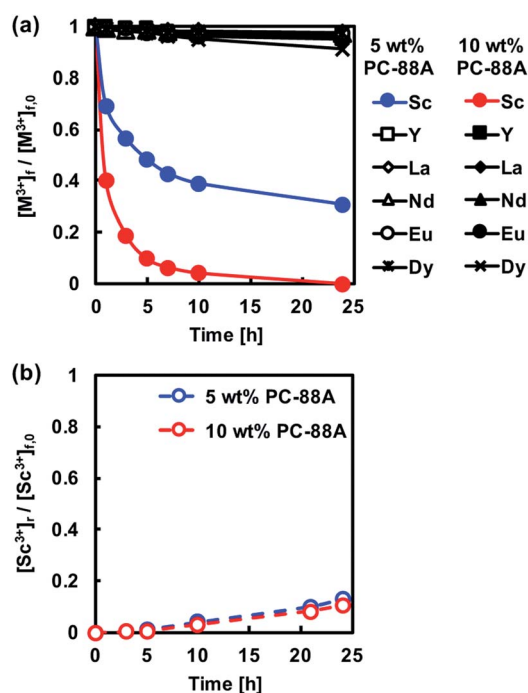 (a)
[M³⁺]f / [M³⁺]f,0
1
0.8
0.6
0.4
0.2
0
0 5 10 15 20 25
Time [h]
5 wt% 10 wt%
PC-88A PC-88A
Sc Sc
Y Y
La La
Nd Nd
Eu Eu
Dy Dy
(b)
[Sc³⁺]r / [Sc³⁺]f,0
1
0.8
0.6
0.4
0.2
0
5 wt% PC-88A
10 wt% PC-88A
0 5 10 15 20 25
Time [h]